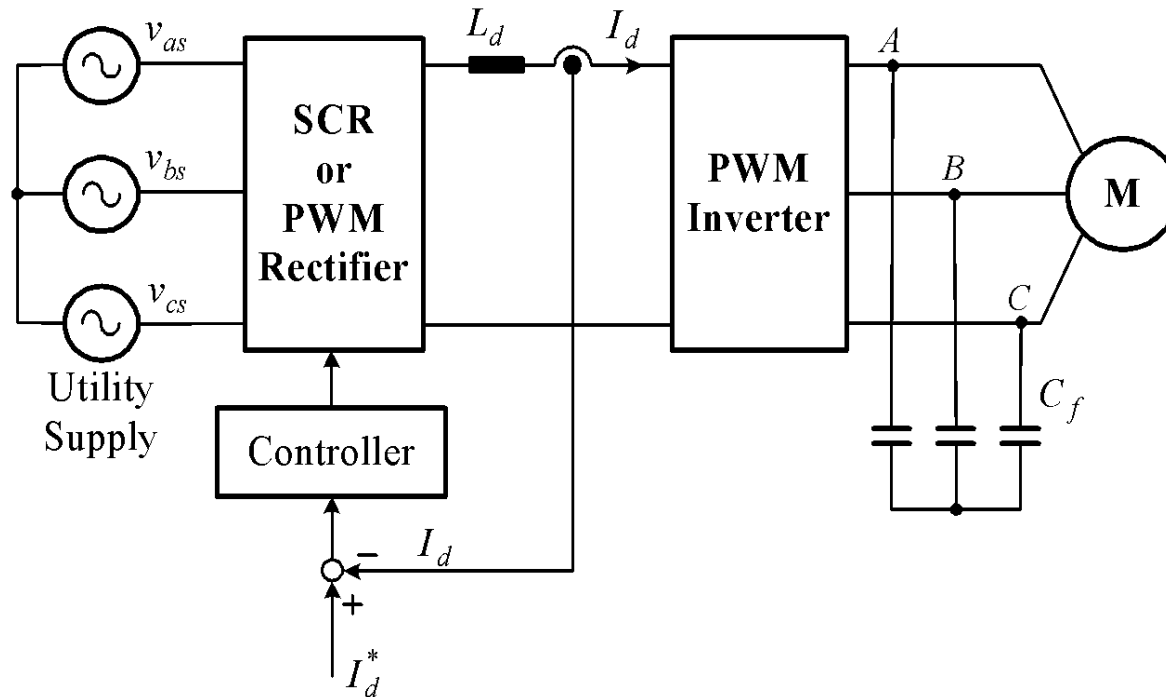 v_as
L_d
I_d
A
SCR
or
PWM
Rectifier
PWM
Inverter
v_bs
B
M
v_cs
C
Utility
Supply
C_f
Controller
−
I_d
+
I_d^*